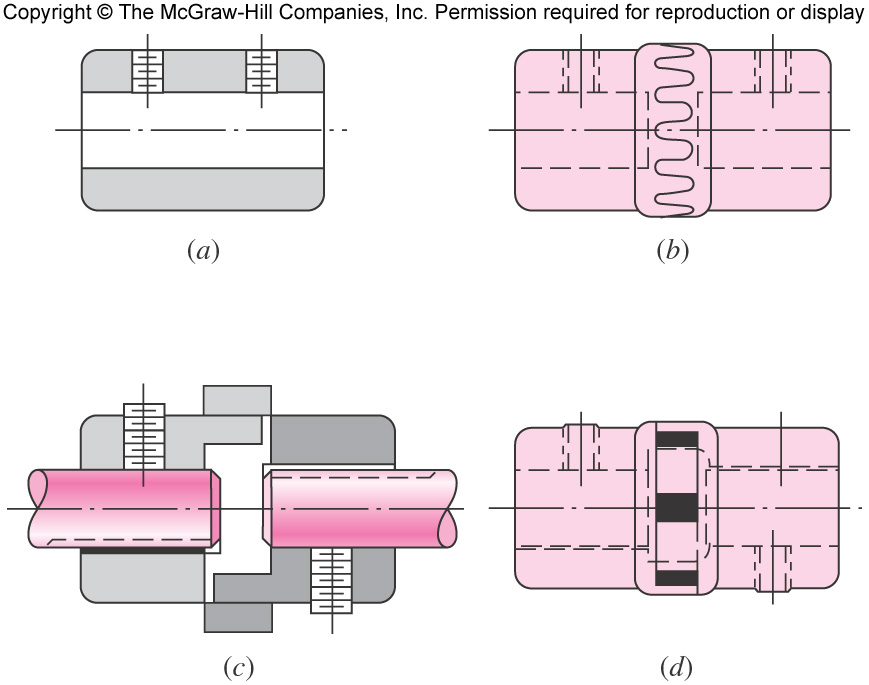 Copyright © The McGraw-Hill Companies, Inc. Permission required for reproduction or display
(a)
(b)
(c)
(d)